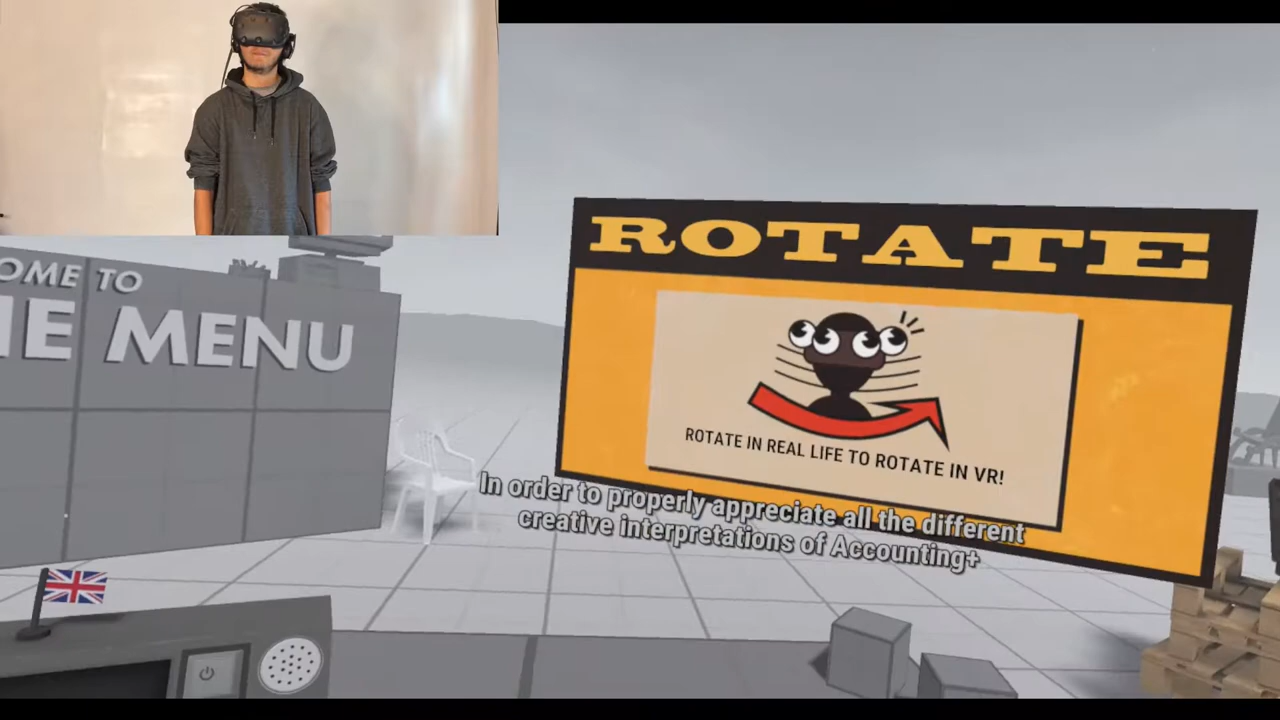 OME TO
E MENU
ROTATE
ROTATE IN REAL LIFE TO ROTATE IN VR!
In order to properly appreciate all the different
creative interpretations of Accounting+